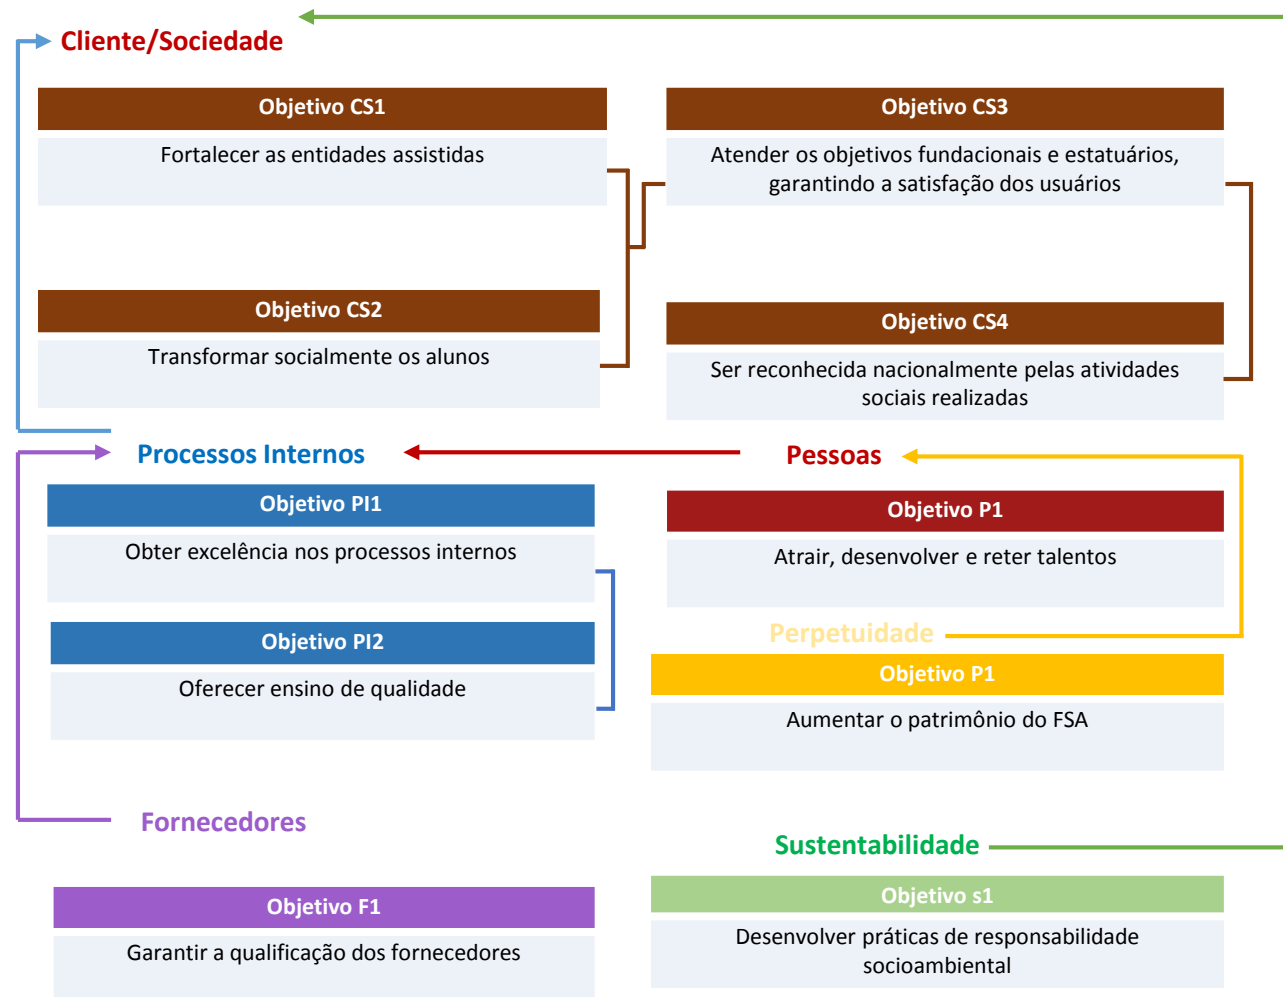 Cliente/Sociedade
Objetivo CS1
Fortalecer as entidades assistidas
Objetivo CS3
Atender os objetivos fundacionais e estatuários,
garantindo a satisfação dos usuários
Objetivo CS2
Transformar socialmente os alunos
Objetivo CS4
Ser reconhecida nacionalmente pelas atividades
sociais realizadas
Processos Internos
Objetivo PI1
Obter excelência nos processos internos
Objetivo PI2
Oferecer ensino de qualidade
Pessoas
Objetivo P1
Atrair, desenvolver e reter talentos
Perpetuidade
Objetivo P1
Aumentar o patrimônio do FSA
Fornecedores
Objetivo F1
Garantir a qualificação dos fornecedores
Sustentabilidade
Objetivo s1
Desenvolver práticas de responsabilidade
socioambiental